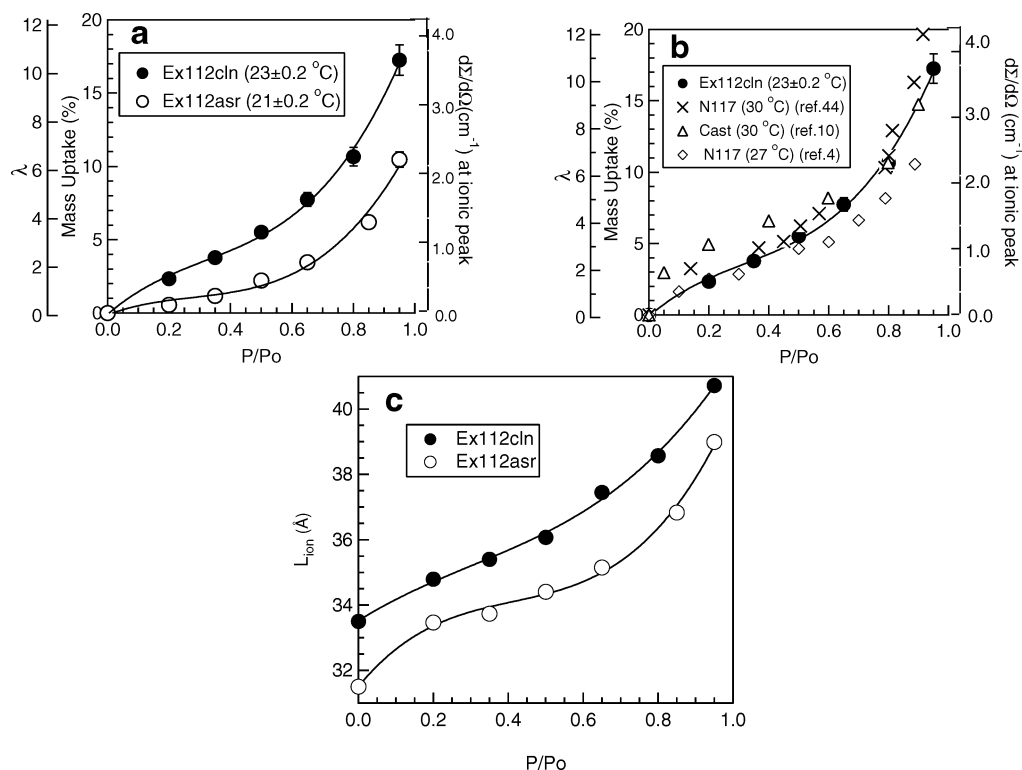 a
Ex112cln (23±0.2 °C)
Ex112asr (21±0.2 °C)
λ
12
10
8
6
4
2
0
Mass Uptake (%)
20
15
10
5
0
0.0 0.2 0.4 0.6 0.8 1.0
P/Po
4.0
3.0
2.0
1.0
0.0
dΣ/dΩ(cm⁻¹) at ionic peak
b
Ex112cln (23±0.2 °C)
N117 (30 °C) (ref.44)
Cast (30 °C) (ref.10)
N117 (27 °C) (ref.4)
λ
12
10
8
6
4
2
0
Mass Uptake (%)
20
15
10
5
0
0.0 0.2 0.4 0.6 0.8 1.0
P/Po
4.0
3.0
2.0
1.0
0.0
dΣ/dΩ(cm⁻¹) at ionic peak
c
Ex112cln
Ex112asr
Lion (Å)
40
38
36
34
32
0.0 0.2 0.4 0.6 0.8 1.0
P/Po